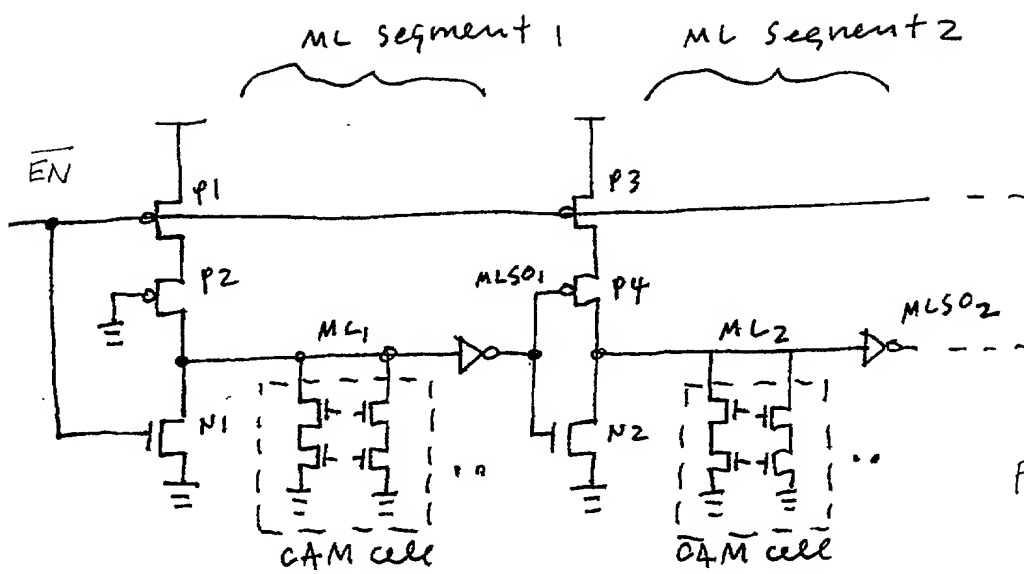 ML segment 1
ML segment 2
EN
P1
P3
P2
MLSO1
P4
MLSO2
ML1
ML2
N1
N2
CAM cell
CAM cell